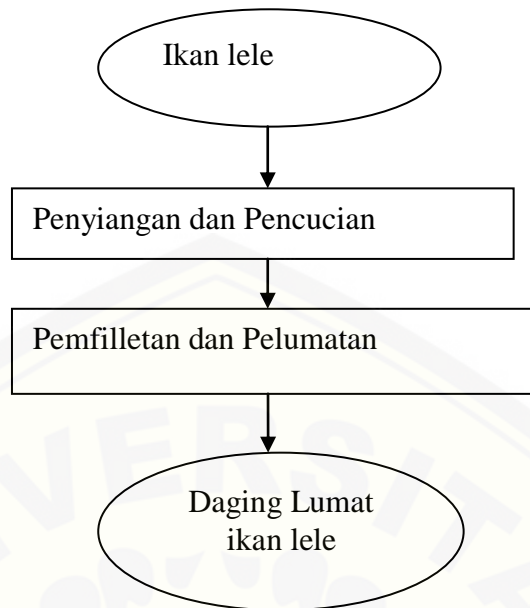 Ikan lele
Penyiangan dan Pencucian
Pemfilletan dan Pelumatan
Daging Lumat
ikan lele